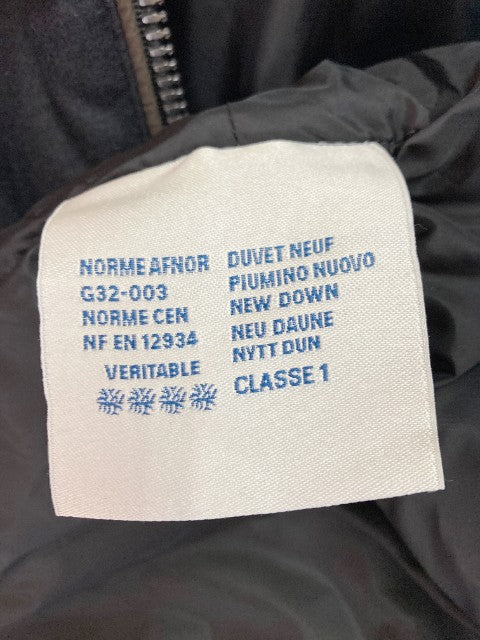 NORME AFNOR
G32-003
NORME CEN
NF EN 12934
VERITABLE
DUVET NEUF
PIUMINO NUOVO
NEW DOWN
NEU DAUNE
NYTT DUN
CLASSE 1